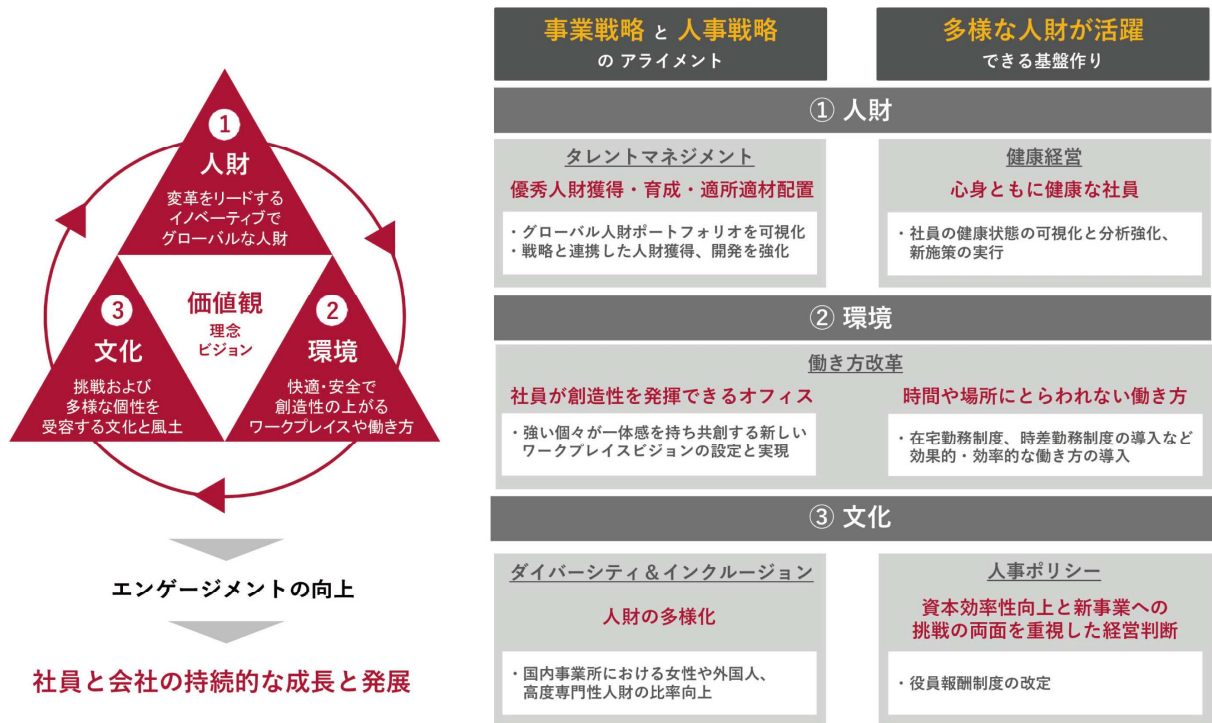 ①
人財
変革をリードする
イノベーティブで
グローバルな人財
価値観
理念
ビジョン
③
文化
挑戦および
多様な個性を
受容する文化と風土
②
環境
快適・安全で
創造性の上がる
ワークプレイスや働き方
エンゲージメントの向上
社員と会社の持続的な成長と発展
事業戦略 と 人事戦略
の アライメント
多様な人財が活躍
できる基盤作り
① 人財
タレントマネジメント
優秀人財獲得・育成・適所適材配置
・グローバル人財ポートフォリオを可視化
・戦略と連携した人財獲得、開発を強化
健康経営
心身ともに健康な社員
・社員の健康状態の可視化と分析強化、
新施策の実行
② 環境
働き方改革
社員が創造性を発揮できるオフィス
・強い個々が一体感を持ち共創する新しい
ワークプレイスビジョンの設定と実現
時間や場所にとらわれない働き方
・在宅勤務制度、時差勤務制度の導入など
効果的・効率的な働き方の導入
③ 文化
ダイバーシティ＆インクルージョン
人財の多様化
・国内事業所における女性や外国人、
高度専門性人財の比率向上
人事ポリシー
資本効率性向上と新事業への
挑戦の両面を重視した経営判断
・役員報酬制度の改定